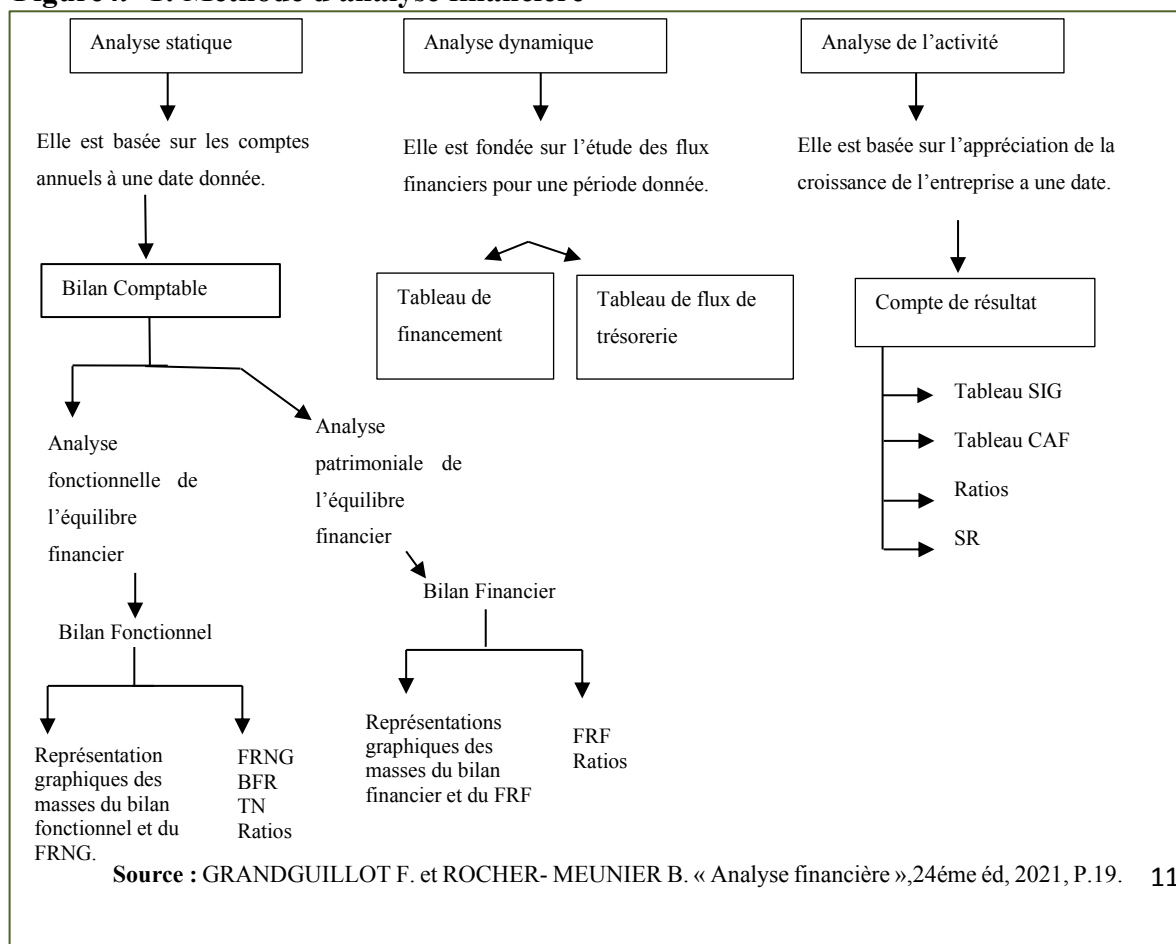 Figure n°1: Méthode d'analyse financière
Analyse statique
Analyse dynamique
Analyse de l'activité
Elle est basée sur les comptes
annuels à une date donnée.
Elle est fondée sur l'étude des flux
financiers pour une période donnée.
Elle est basée sur l'appréciation de la
croissance de l'entreprise a une date.
Bilan Comptable
Tableau de
financement
Tableau de flux de
trésorerie
Compte de résultat
Tableau SIG
Tableau CAF
Ratios
SR
Analyse
fonctionnelle de
l'équilibre
financier
Analyse
patrimoniale de
l'équilibre
financier
Bilan Fonctionnel
Bilan Financier
Représentation
graphiques des
masses du bilan
fonctionnel et du
FRNG.
FRNG
BFR
TN
Ratios
Représentations
graphiques des
masses du bilan
financier et du FRF
FRF
Ratios
Source : GRANDGUILLOT F. et ROCHER- MEUNIER B. « Analyse financière »,24éme éd, 2021, P.19.
11